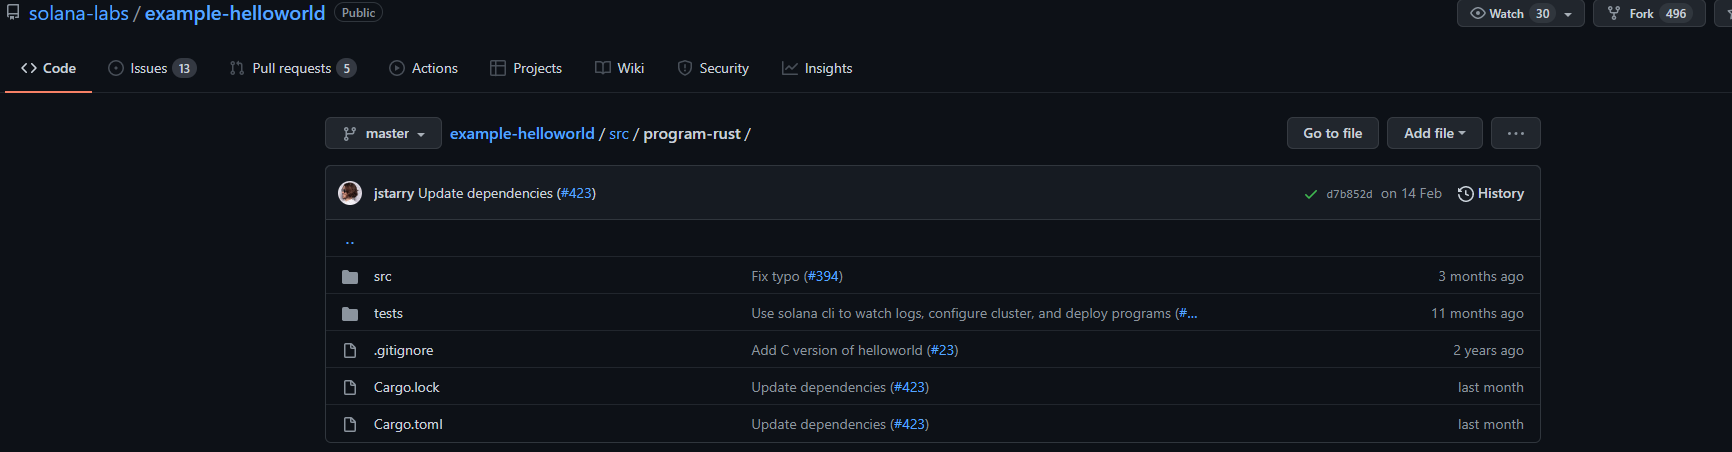 solana-labs / example-helloworld Public Watch 30 Fork 496
Code Issues 13 Pull requests 5 Actions Projects Wiki Security Insights
master example-helloworld / src / program-rust / Go to file Add file ...
jstarry Update dependencies (#423) d7b852d on 14 Feb History
..
src Fix typo (#394) 3 months ago
tests Use solana cli to watch logs, configure cluster, and deploy programs (#... 11 months ago
.gitignore Add C version of helloworld (#23) 2 years ago
Cargo.lock Update dependencies (#423) last month
Cargo.toml Update dependencies (#423) last month